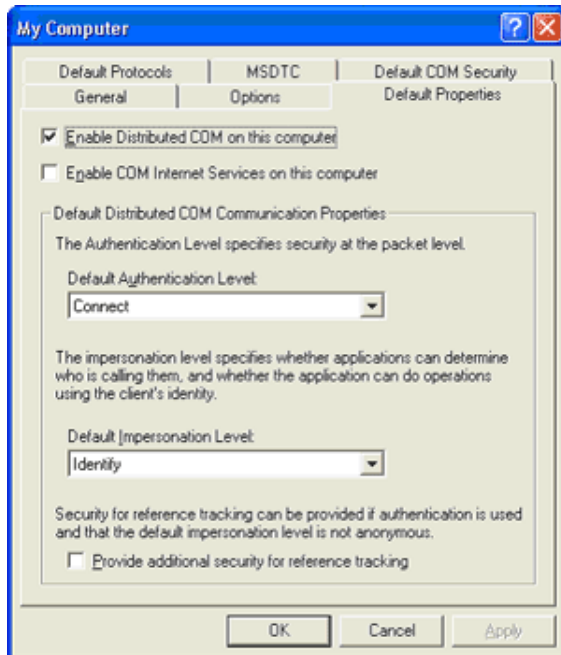 My Computer
Default Protocols MSDTC Default COM Security
General Options Default Properties
Enable Distributed COM on this computer
Enable COM Internet Services on this computer
Default Distributed COM Communication Properties
The Authentication Level specifies security at the packet level.
Default Authentication Level:
Connect
The impersonation level specifies whether applications can determine
who is calling them, and whether the application can do operations
using the client's identity.
Default Impersonation Level:
Identify
Security for reference tracking can be provided if authentication is used
and that the default impersonation level is not anonymous.
Provide additional security for reference tracking
OK Cancel Apply